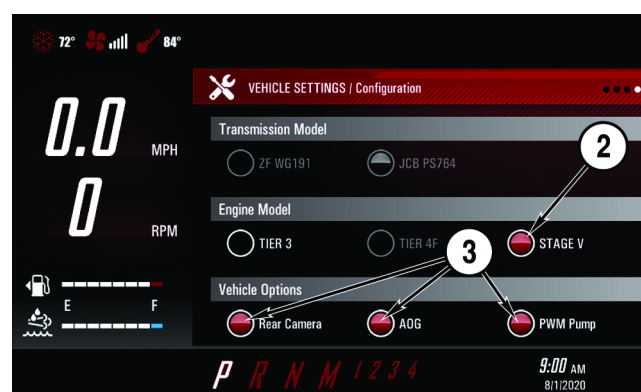 72° 84°
VEHICLE SETTINGS / Configuration
Transmission Model
ZF WG191 JCB PS764
2
0.0 MPH
Engine Model
0 RPM
TIER 3 TIER 4F STAGE V
3
Vehicle Options
E F
Rear Camera AOG PWM Pump
P R N M 1 2 3 4
9:00 AM
8/1/2020